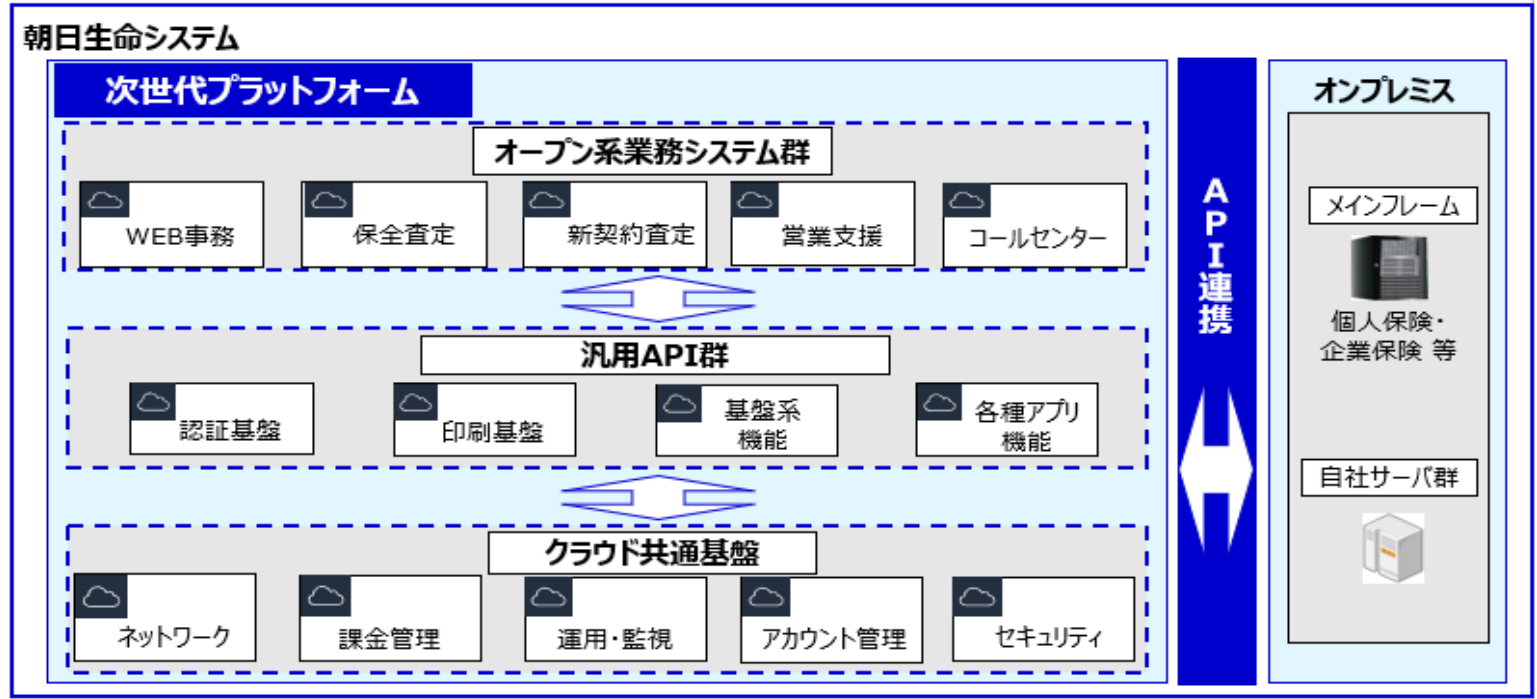 朝日生命システム
次世代プラットフォーム
オープン系業務システム群
WEB事務
保全査定
新契約査定
営業支援
コールセンター
汎用API群
認証基盤
印刷基盤
基盤系
機能
各種アプリ
機能
クラウド共通基盤
ネットワーク
課金管理
運用・監視
アカウント管理
セキュリティ
API連携
オンプレミス
メインフレーム
個人保険・
企業保険 等
自社サーバ群